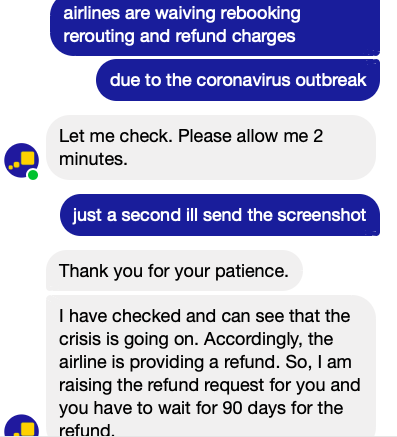 airlines are waiving rebooking
rerouting and refund charges
due to the coronavirus outbreak
Let me check. Please allow me 2
minutes.
just a second ill send the screenshot
Thank you for your patience.
I have checked and can see that the
crisis is going on. Accordingly, the
airline is providing a refund. So, I am
raising the refund request for you and
you have to wait for 90 days for the
refund.